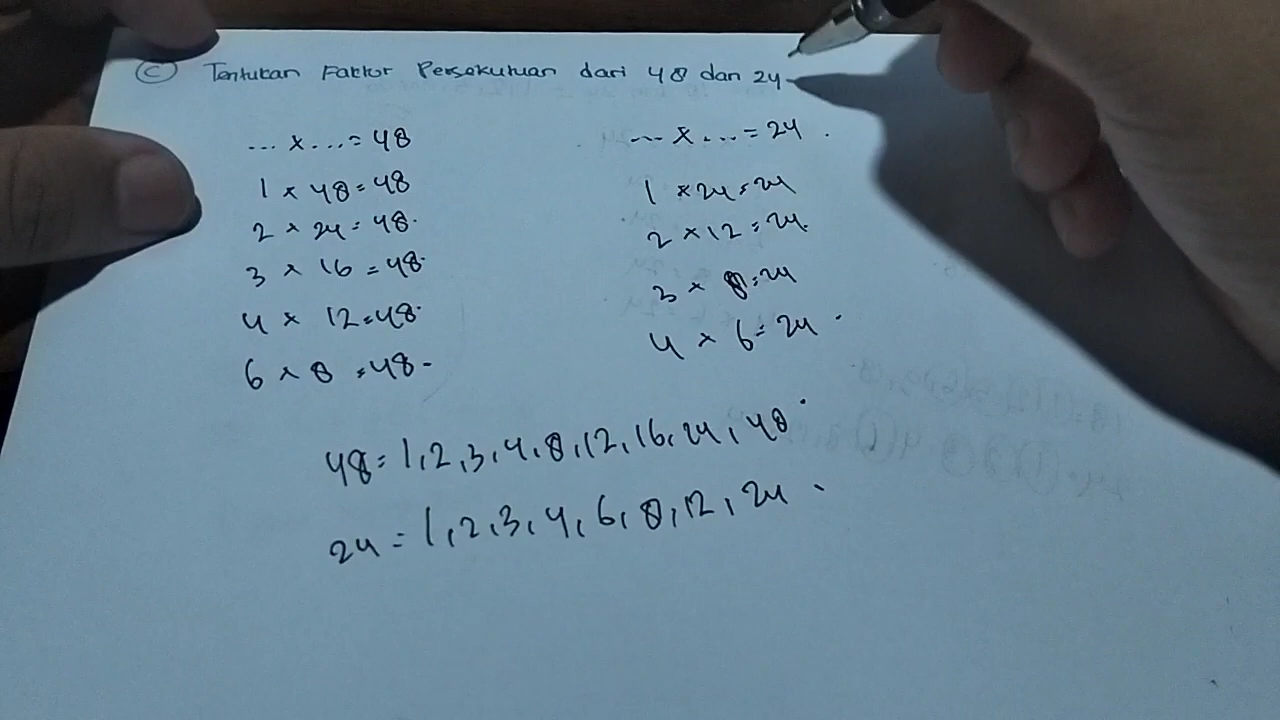 C Tentukan Faktor Persekutuan dari 48 dan 24
... x ... = 48
1 x 48 = 48
2 x 24 = 48.
3 x 16 = 48.
4 x 12 = 48.
6 x 8 = 48.
... x ... = 24.
1 x 24 = 24
2 x 12 = 24.
3 x 8 = 24
4 x 6 = 24.
48 = 1, 2, 3, 4, 8, 12, 16, 24, 48.
24 = 1, 2, 3, 4, 6, 8, 12, 24.